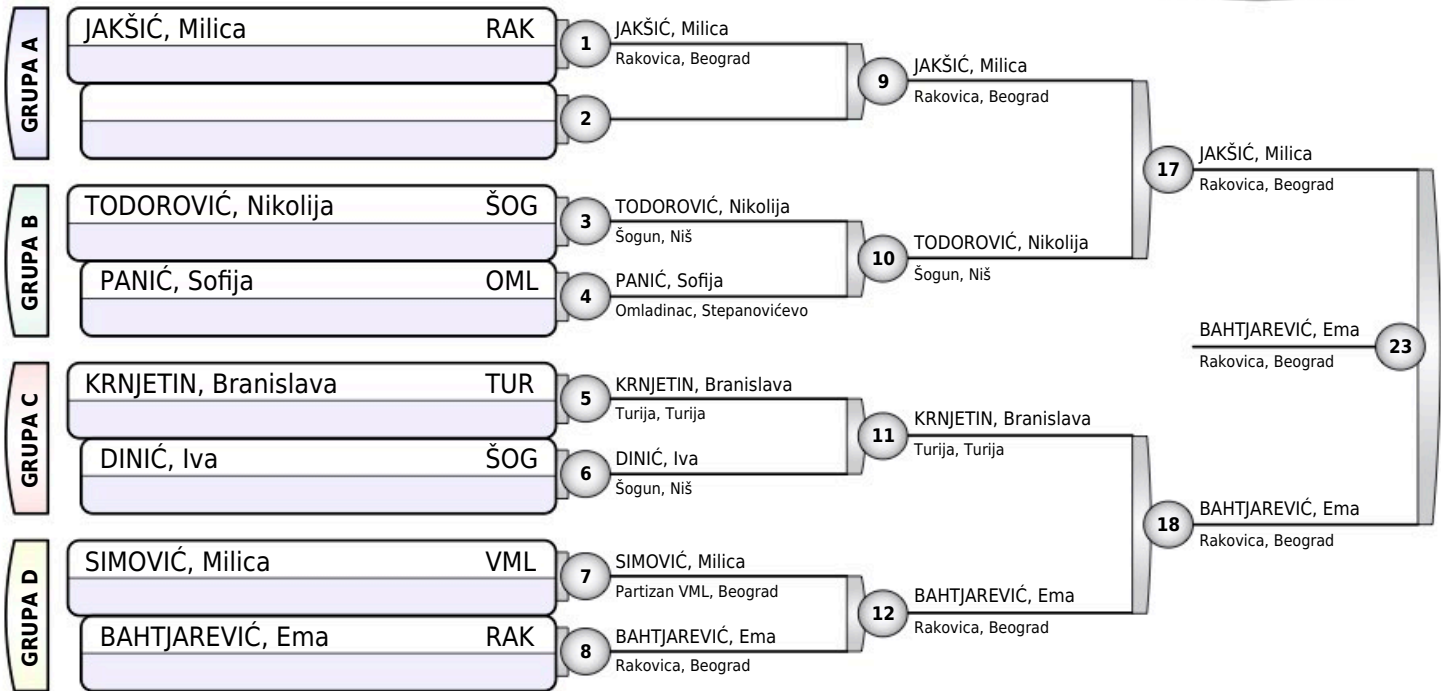 GRUPA A
JAKŠIĆ, Milica RAK
1
JAKŠIĆ, Milica
Rakovica, Beograd
2
9
JAKŠIĆ, Milica
Rakovica, Beograd
GRUPA B
TODOROVIĆ, Nikolija ŠOG
3
TODOROVIĆ, Nikolija
Šogun, Niš
PANIĆ, Sofija OML
4
PANIĆ, Sofija
Omladinac, Stepanovićevo
10
TODOROVIĆ, Nikolija
Šogun, Niš
17
JAKŠIĆ, Milica
Rakovica, Beograd
GRUPA C
KRNJETIN, Branislava TUR
5
KRNJETIN, Branislava
Turija, Turija
DINIĆ, Iva ŠOG
6
DINIĆ, Iva
Šogun, Niš
11
KRNJETIN, Branislava
Turija, Turija
GRUPA D
SIMOVIĆ, Milica VML
7
SIMOVIĆ, Milica
Partizan VML, Beograd
BAHTJAREVIĆ, Ema RAK
8
BAHTJAREVIĆ, Ema
Rakovica, Beograd
12
BAHTJAREVIĆ, Ema
Rakovica, Beograd
18
BAHTJAREVIĆ, Ema
Rakovica, Beograd
BAHTJAREVIĆ, Ema
Rakovica, Beograd
23